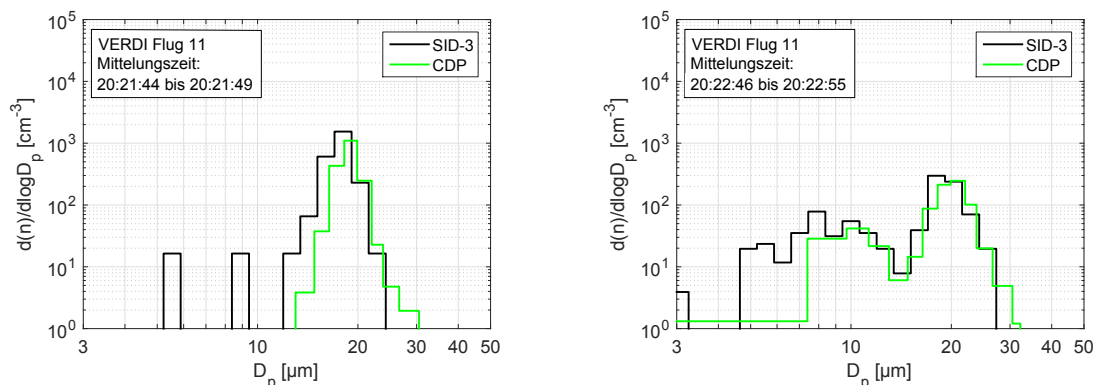 VERDI Flug 11
Mittelungszeit:
20:21:44 bis 20:21:49
SID-3
CDP
d(n)/dlogD_p [cm^-3]
10^5
10^4
10^3
10^2
10^1
10^0
3 10 20 30 50
D_p [µm]
VERDI Flug 11
Mittelungszeit:
20:22:46 bis 20:22:55
SID-3
CDP
d(n)/dlogD_p [cm^-3]
10^5
10^4
10^3
10^2
10^1
10^0
3 10 20 30 50
D_p [µm]